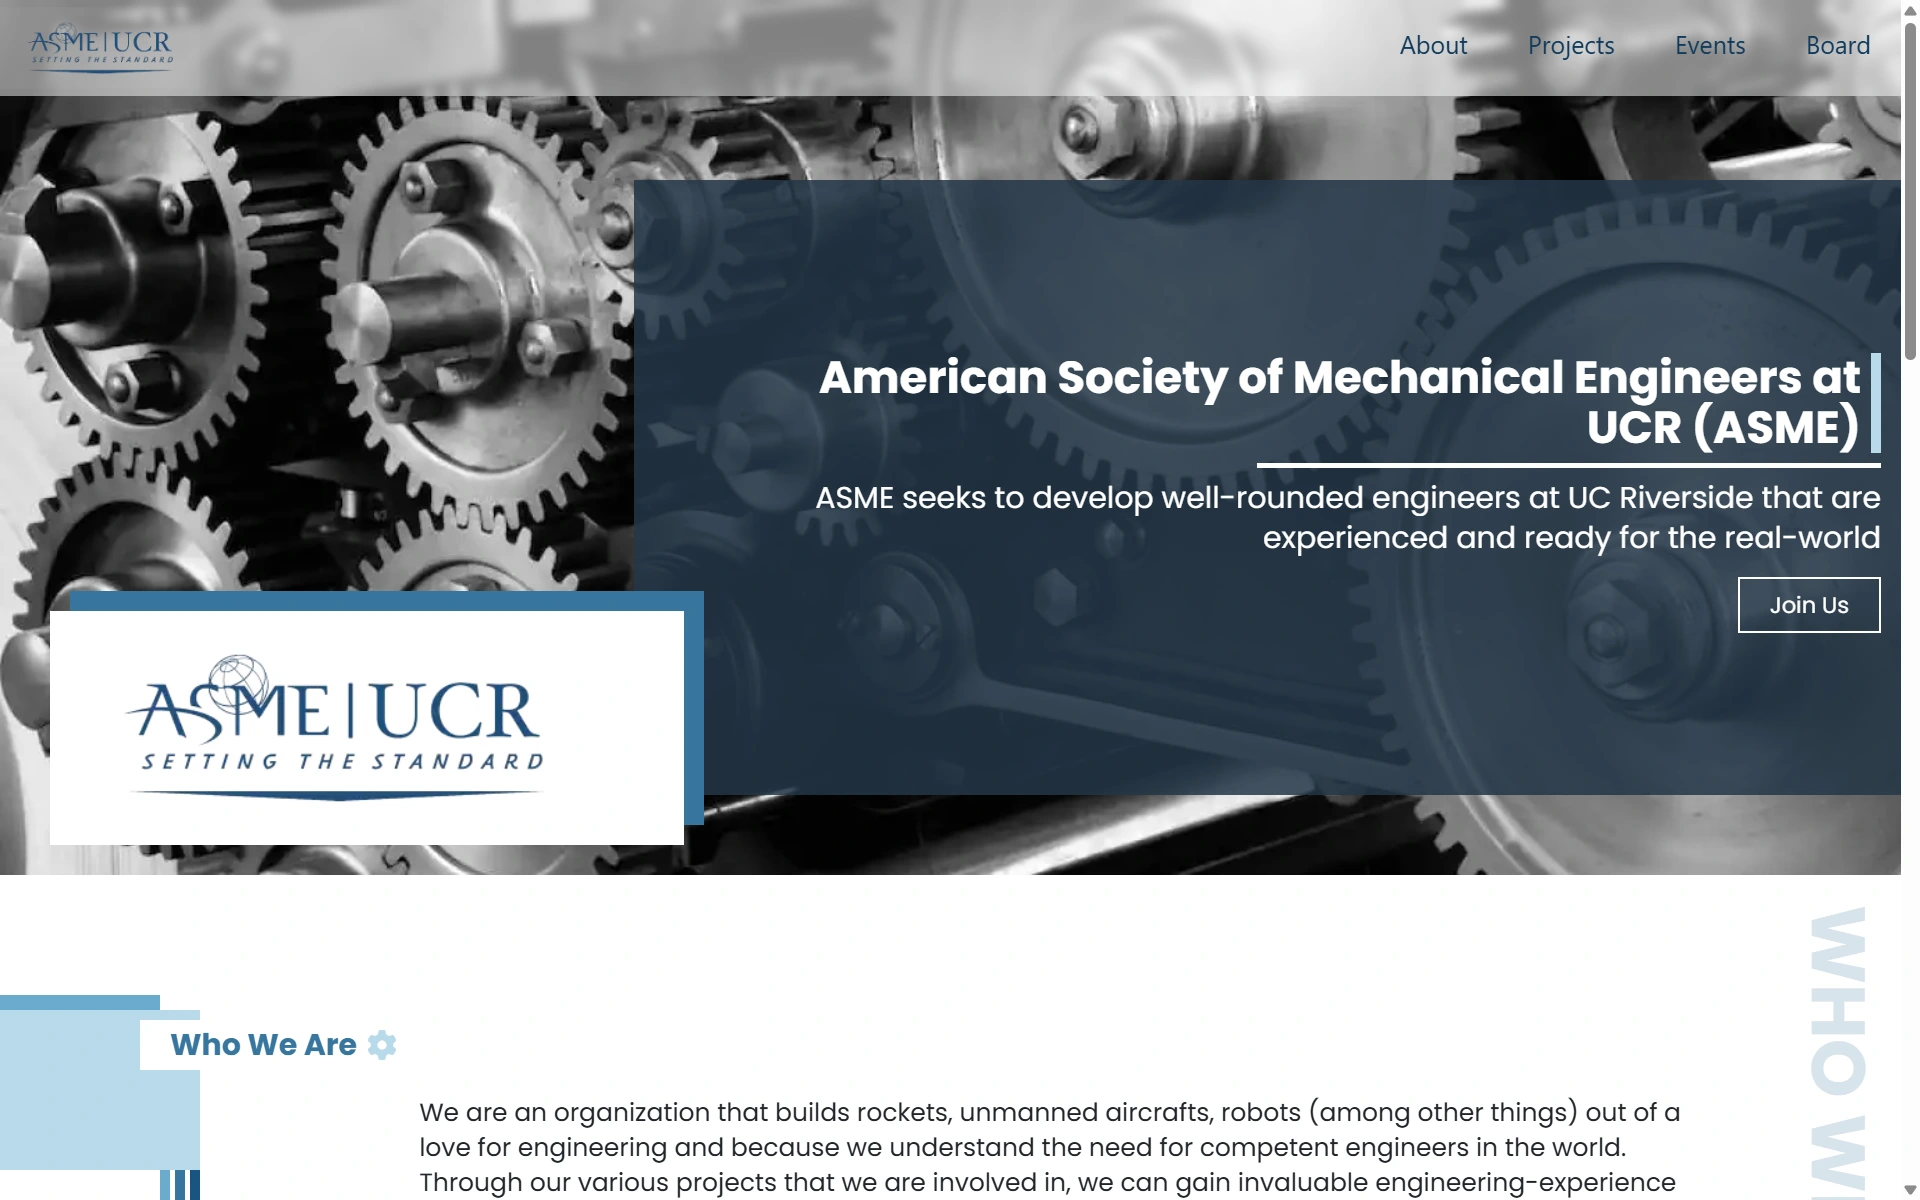 ASME|UCR
SETTING THE STANDARD
About
Projects
Events
Board
American Society of Mechanical Engineers at
UCR (ASME)
ASME seeks to develop well-rounded engineers at UC Riverside that are
experienced and ready for the real-world
Join Us
ASME|UCR
SETTING THE STANDARD
WHO W
Who We Are
We are an organization that builds rockets, unmanned aircrafts, robots (among other things) out of a
love for engineering and because we understand the need for competent engineers in the world.
Through our various projects that we are involved in, we can gain invaluable engineering-experience